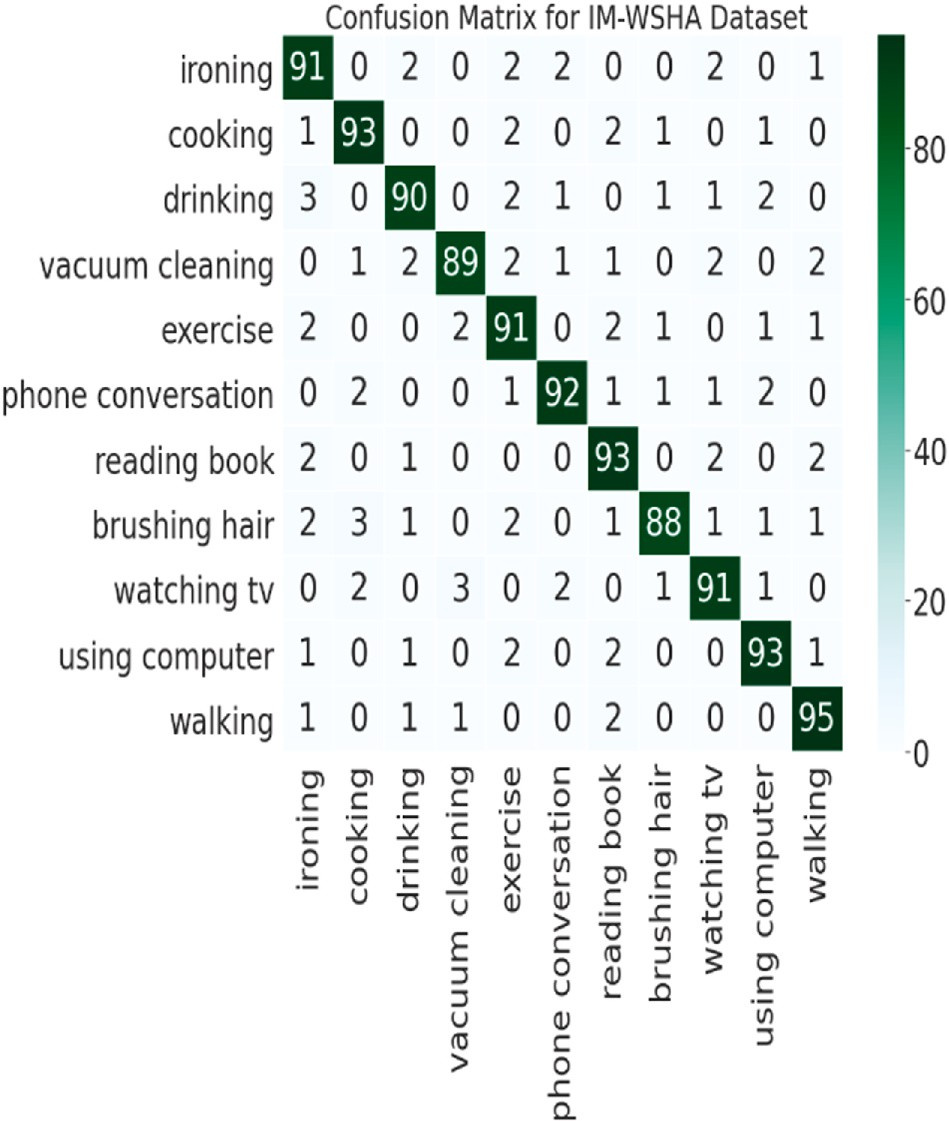 Confusion Matrix for IM-WSHA Dataset
ironing 91 0 2 0 2 2 0 0 2 0 1
cooking 1 93 0 0 2 0 2 1 0 1 0
drinking 3 0 90 0 2 1 0 1 1 2 0
vacuum cleaning 0 1 2 89 2 1 1 0 2 0 2
exercise 2 0 0 2 91 0 2 1 0 1 1
phone conversation 0 2 0 0 1 92 1 1 1 2 0
reading book 2 0 1 0 0 0 93 0 2 0 2
brushing hair 2 3 1 0 2 0 1 88 1 1 1
watching tv 0 2 0 3 0 2 0 1 91 1 0
using computer 1 0 1 0 2 0 2 0 0 93 1
walking 1 0 1 1 0 0 2 0 0 0 95
ironing
cooking
drinking
vacuum cleaning
exercise
phone conversation
reading book
brushing hair
watching tv
using computer
walking
80
60
40
20
0